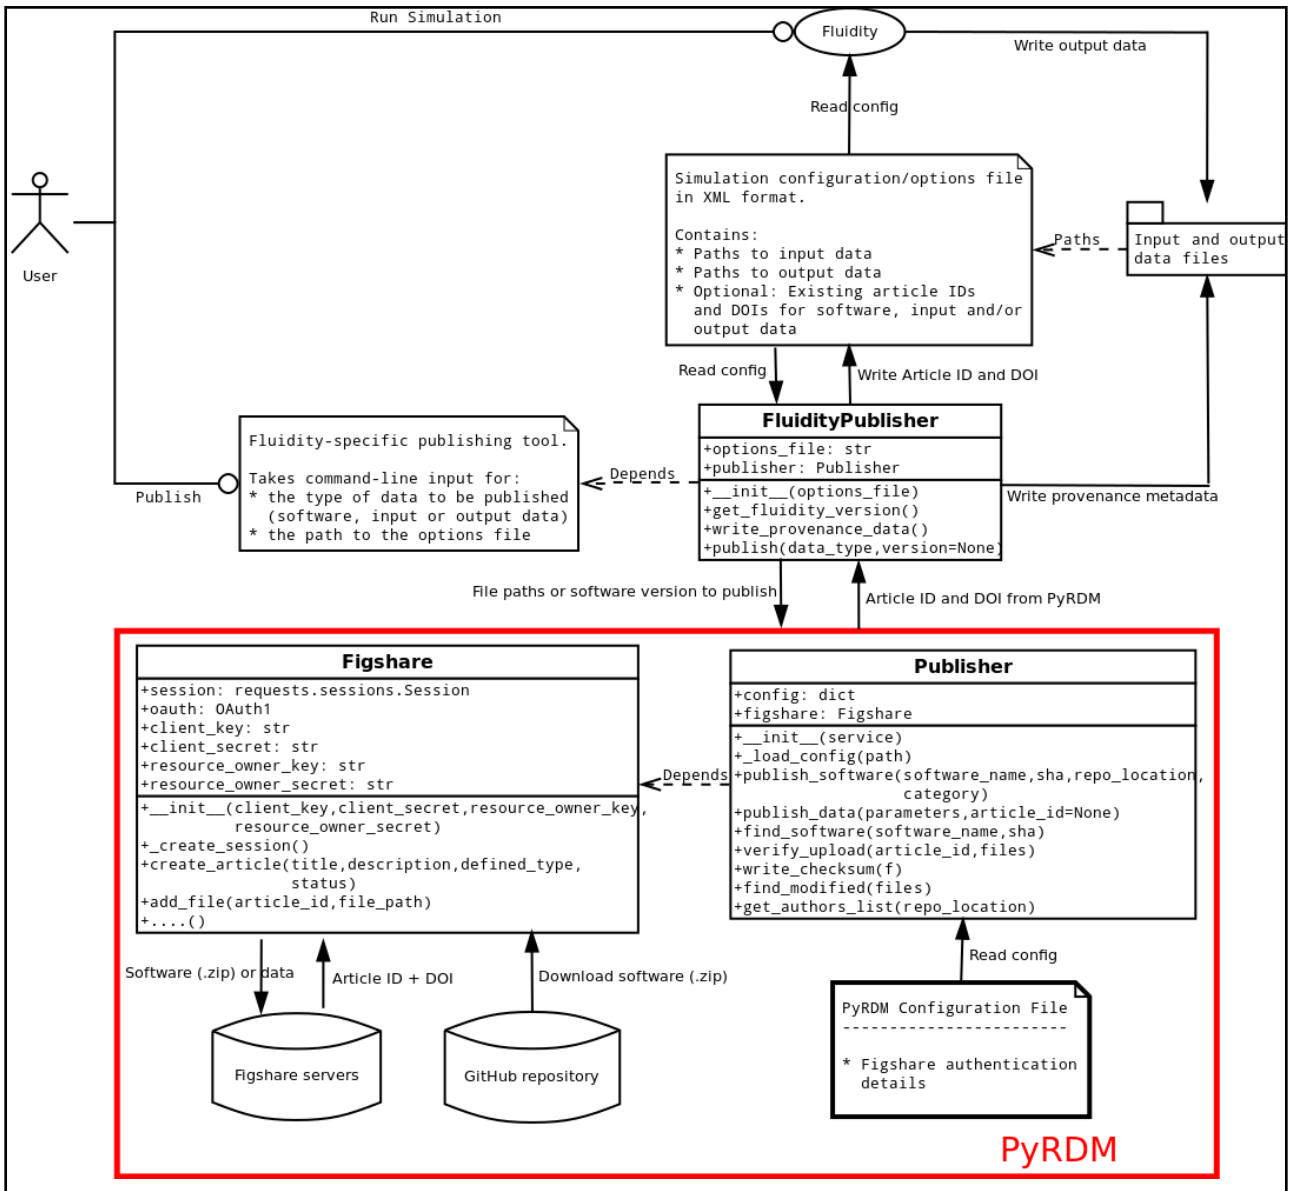 Run Simulation
Fluidity
Write output data
Read config
Simulation configuration/options file
in XML format.
Contains:
* Paths to input data
* Paths to output data
* Optional: Existing article IDs
and DOIs for software, input and/or
output data
Paths
Input and output
data files
User
Read config
Write Article ID and DOI
Fluidity-specific publishing tool.
Takes command-line input for:
* the type of data to be published
(software, input or output data)
* the path to the options file
Publish
Depends
FluidityPublisher
+options_file: str
+publisher: Publisher
+__init__(options_file)
+get_fluidity_version()
+write_provenance_data()
+publish(data_type,version=None)
Write provenance metadata
File paths or software version to publish
Article ID and DOI from PyRDM
Figshare
+session: requests.sessions.Session
+oauth: OAuth1
+client_key: str
+client_secret: str
+resource_owner_key: str
+resource_owner_secret: str
+__init__(client_key,client_secret,resource_owner_key,
resource_owner_secret)
+_create_session()
+create_article(title,description,defined_type,
status)
+add_file(article_id,file_path)
+....()
Depends
Publisher
+config: dict
+figshare: Figshare
+__init__(service)
+_load_config(path)
+publish_software(software_name,sha,repo_location,
category)
+publish_data(parameters,article_id=None)
+find_software(software_name,sha)
+verify_upload(article_id,files)
+write_checksum(f)
+find_modified(files)
+get_authors_list(repo_location)
Software (.zip) or data
Article ID + DOI
Download software (.zip)
Read config
Figshare servers
GitHub repository
PyRDM Configuration File
------------------------
* Figshare authentication
details
PyRDM